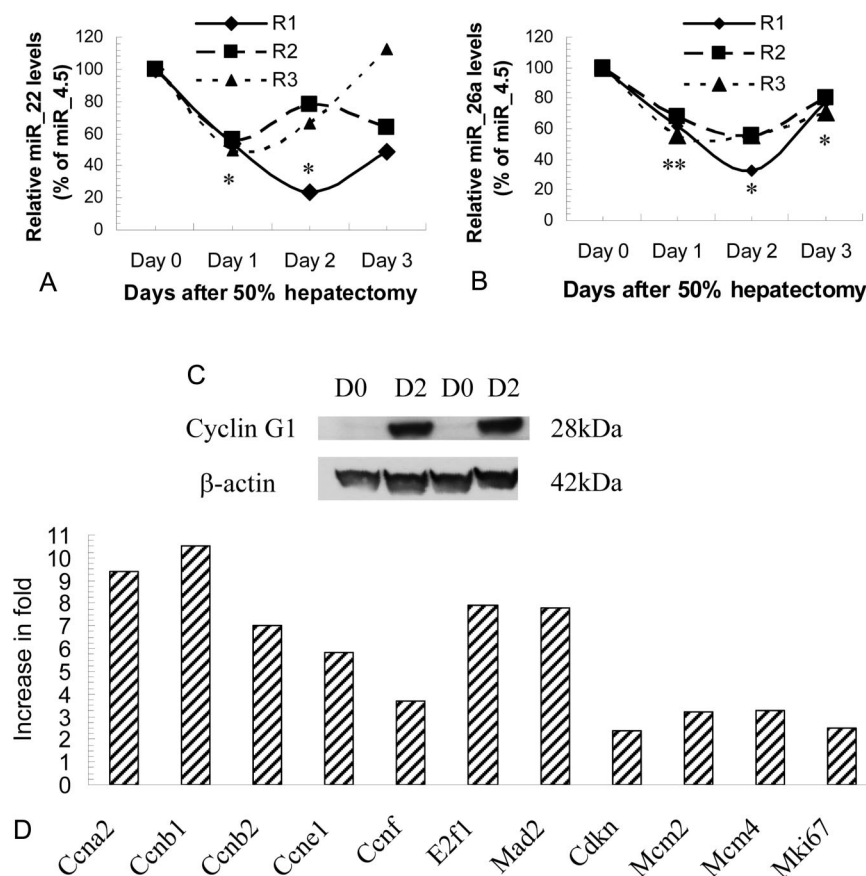 Relative miR_22 levels
(% of miR_4.5)
120
100
80
60
40
20
0
R1
R2
R3
*
*
Day 0 Day 1 Day 2 Day 3
A
Days after 50% hepatectomy
Relative miR_26a levels
(% of miR_4.5)
120
100
80
60
40
20
0
R1
R2
R3
**
*
*
Day 0 Day 1 Day 2 Day 3
B
Days after 50% hepatectomy
C
D0 D2 D0 D2
Cyclin G1 28kDa
β-actin 42kDa
Increase in fold
11
10
9
8
7
6
5
4
3
2
1
0
D
Ccna2 Ccnb1 Ccnb2 Ccne1 Ccnf E2f1 Mad2 Cdkn Mcm2 Mcm4 Mki67